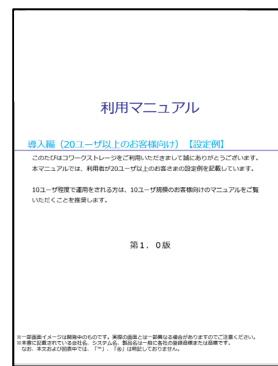 利用マニュアル
導入編（20ユーザ以上のお客様向け）【設定例】
このたびはコワークストレージをご利用いただきまして誠にありがとうございます。
本マニュアルでは、利用者が20ユーザ以上のお客さまの設定例を記載しています。
10ユーザ程度で運用をされる方は、10ユーザ規模のお客様向けのマニュアルをご覧
いただくことを推奨します。
第1．0版
※一部画面イメージは開発中のものです。実際の画面とは一部異なる場合がありますのでご注意ください。
※本書に記載されている会社名、システム名、製品名は一般に各社の登録商標または商標です。
なお、本文および図表中では、「™」、「®」は明記しておりません。